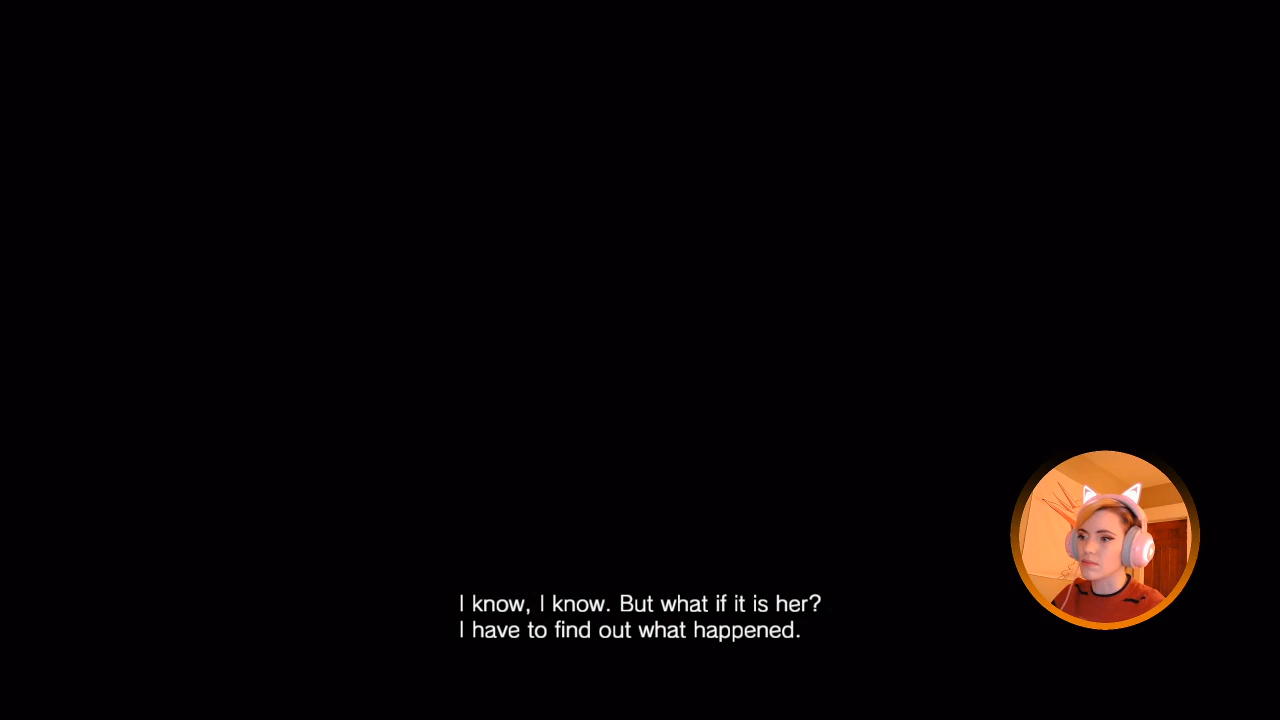 I know, I know. But what if it is her?
I have to find out what happened.